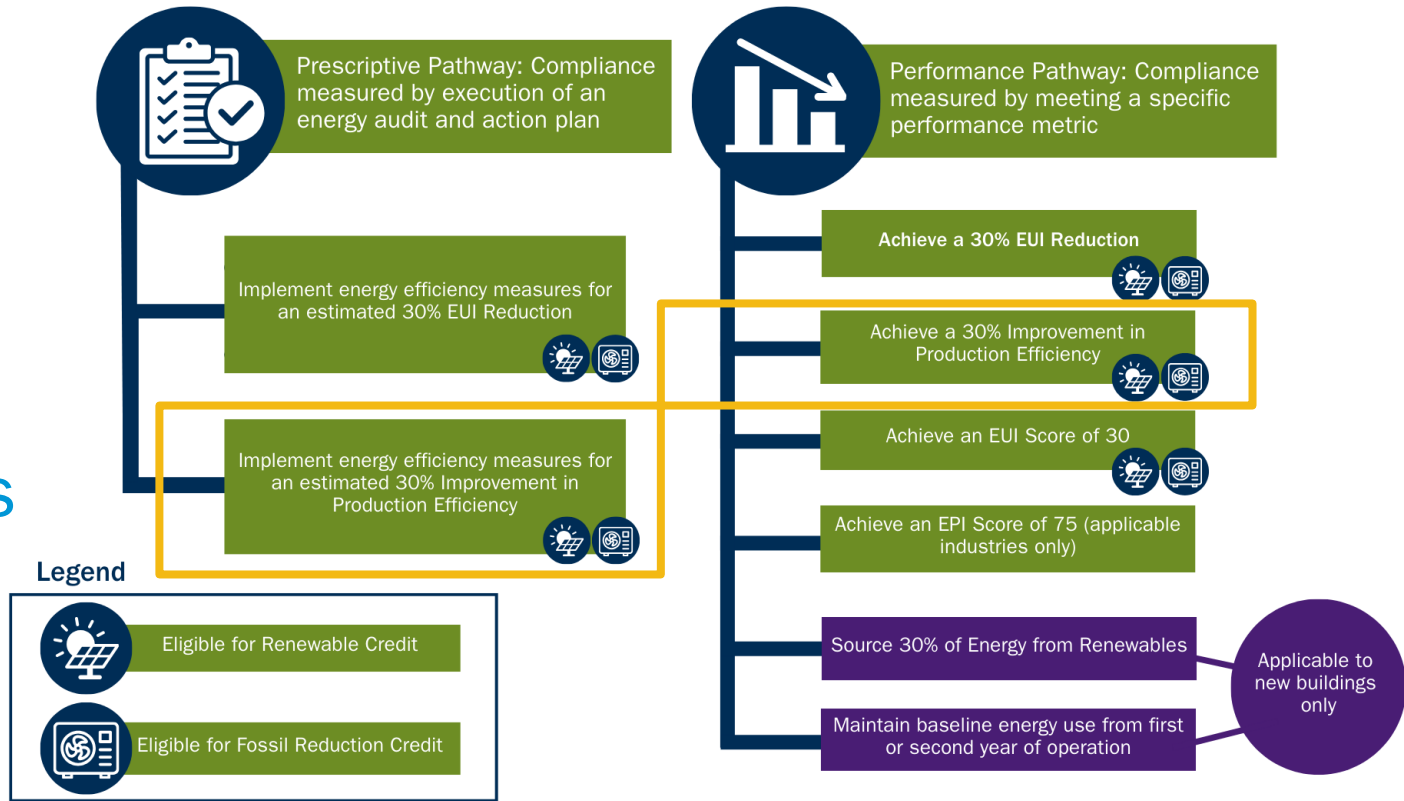 Prescriptive Pathway: Compliance
measured by execution of an
energy audit and action plan
Implement energy efficiency measures for
an estimated 30% EUI Reduction
Implement energy efficiency measures for
an estimated 30% Improvement in
Production Efficiency
s
Legend
Eligible for Renewable Credit
Eligible for Fossil Reduction Credit
Performance Pathway: Compliance
measured by meeting a specific
performance metric
Achieve a 30% EUI Reduction
Achieve a 30% Improvement in
Production Efficiency
Achieve an EUI Score of 30
Achieve an EPI Score of 75 (applicable
industries only)
Source 30% of Energy from Renewables
Maintain baseline energy use from first
or second year of operation
Applicable to
new buildings
only